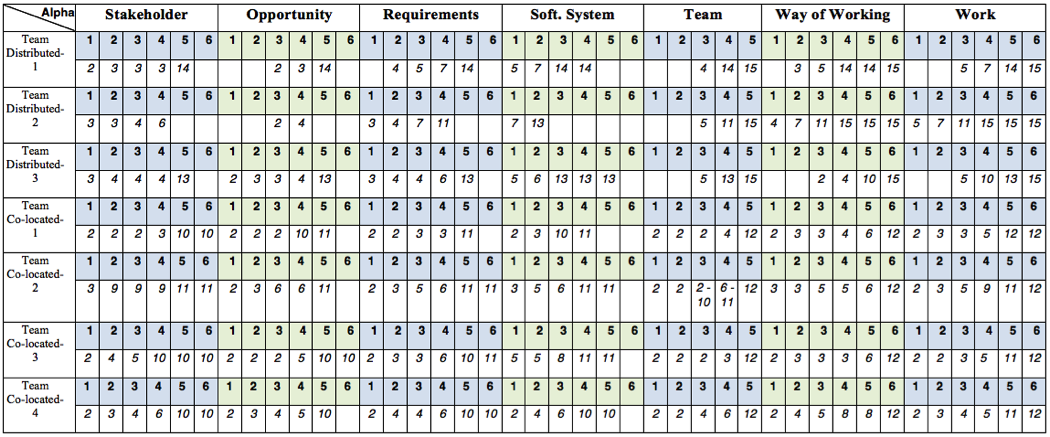 Alpha Stakeholder Opportunity Requirements Soft. System Team Way of Working Work
Team Distributed-1 1 2 3 4 5 6 1 2 3 4 5 6 1 2 3 4 5 6 1 2 3 4 5 6 1 2 3 4 5 1 2 3 4 5 6 1 2 3 4 5 6
2 3 3 3 14 2 3 14 4 5 7 14 5 7 14 14 4 14 15 3 5 14 14 15 5 7 14 15
Team Distributed-2 1 2 3 4 5 6 1 2 3 4 5 6 1 2 3 4 5 6 1 2 3 4 5 6 1 2 3 4 5 1 2 3 4 5 6 1 2 3 4 5 6
3 3 4 6 2 4 3 4 7 11 7 13 5 11 15 4 7 11 15 15 15 5 7 11 15 15 15
Team Distributed-3 1 2 3 4 5 6 1 2 3 4 5 6 1 2 3 4 5 6 1 2 3 4 5 6 1 2 3 4 5 1 2 3 4 5 6 1 2 3 4 5 6
3 4 4 4 13 2 3 3 4 13 3 4 4 6 13 5 6 13 13 13 5 13 15 2 4 10 15 5 10 13 15
Team Co-located-1 1 2 3 4 5 6 1 2 3 4 5 6 1 2 3 4 5 6 1 2 3 4 5 6 1 2 3 4 5 1 2 3 4 5 6 1 2 3 4 5 6
2 2 2 3 10 10 2 2 2 10 11 2 2 3 3 11 2 3 10 11 2 2 2 4 12 2 3 3 4 6 12 2 3 3 5 12 12
Team Co-located-2 1 2 3 4 5 6 1 2 3 4 5 6 1 2 3 4 5 6 1 2 3 4 5 6 1 2 3 4 5 1 2 3 4 5 6 1 2 3 4 5 6
3 9 9 9 11 11 2 3 6 6 11 2 3 5 6 11 11 3 5 6 11 11 2 2 2-10 6-11 12 3 3 5 5 6 12 2 3 5 9 11 12
Team Co-located-3 1 2 3 4 5 6 1 2 3 4 5 6 1 2 3 4 5 6 1 2 3 4 5 6 1 2 3 4 5 1 2 3 4 5 6 1 2 3 4 5 6
2 4 5 10 10 10 2 2 2 5 10 10 2 3 3 6 10 11 5 5 8 11 11 2 2 2 3 12 2 3 3 3 6 12 2 2 3 5 11 12
Team Co-located-4 1 2 3 4 5 6 1 2 3 4 5 6 1 2 3 4 5 6 1 2 3 4 5 6 1 2 3 4 5 1 2 3 4 5 6 1 2 3 4 5 6
2 3 4 6 10 10 2 3 4 5 10 2 4 4 6 10 10 2 4 6 10 10 2 2 4 6 12 2 4 5 8 8 12 2 3 4 5 11 12